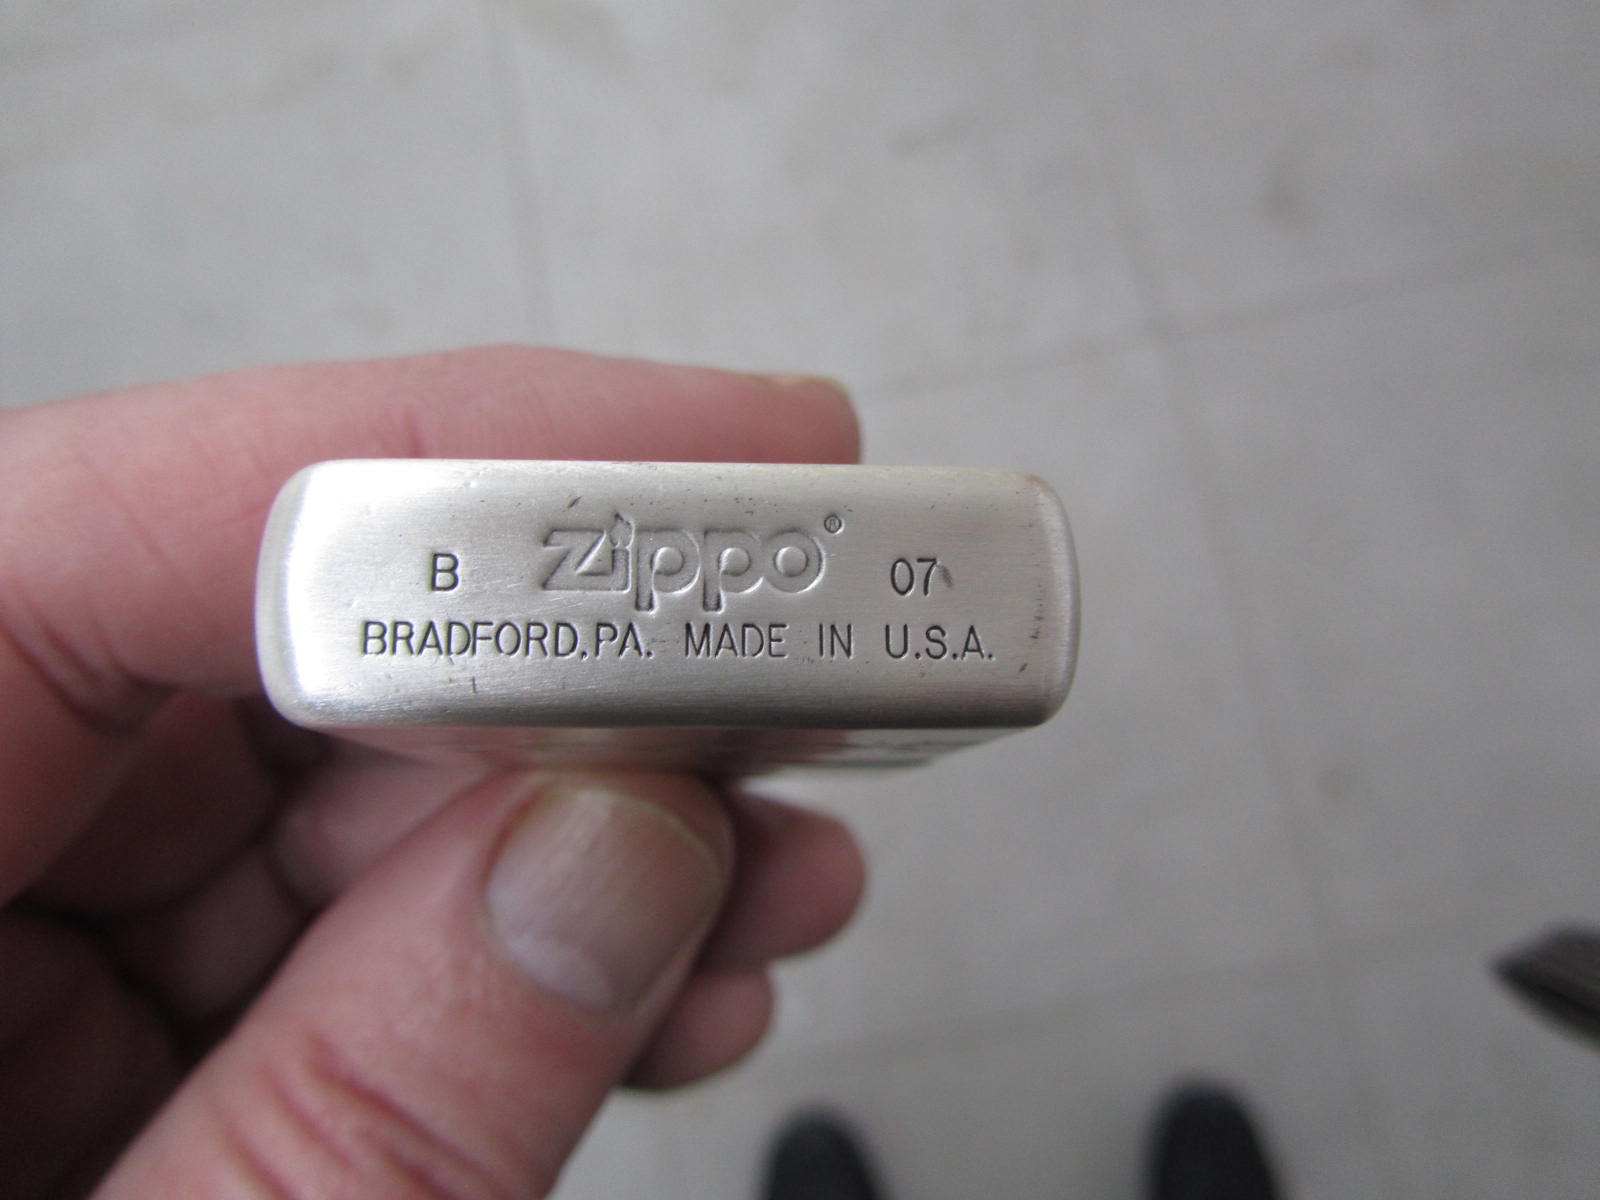 B zippo® 07
BRADFORD,PA. MADE IN U.S.A.